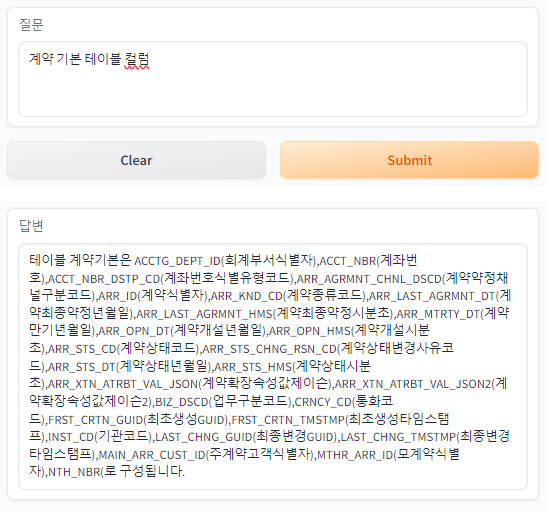 질문
계약 기본 테이블 컬럼
Clear
Submit
답변
테이블 계약기본은 ACCTG_DEPT_ID(회계부서식별자),ACCT_NBR(계좌번
호),ACCT_NBR_DSTP_CD(계좌번호식별유형코드),ARR_AGRMNT_CHNL_DSCD(계약약정채
널구분코드),ARR_ID(계약식별자),ARR_KND_CD(계약종류코드),ARR_LAST_AGRMNT_DT(계
약최종약정년월일),ARR_LAST_AGRMNT_HMS(계약최종약정시분초),ARR_MTRTY_DT(계약
만기년월일),ARR_OPN_DT(계약개설년월일),ARR_OPN_HMS(계약개설시분
초),ARR_STS_CD(계약상태코드),ARR_STS_CHNG_RSN_CD(계약상태변경사유코
드),ARR_STS_DT(계약상태년월일),ARR_STS_HMS(계약상태시분
초),ARR_XTN_ATRBT_VAL_JSON(계약확장속성값제이슨),ARR_XTN_ATRBT_VAL_JSON2(계
약확장속성값제이슨2),BIZ_DSCD(업무구분코드),CRNCY_CD(통화코
드),FRST_CRTN_GUID(최초생성GUID),FRST_CRTN_TMSTMP(최초생성타임스탬
프),INST_CD(기관코드),LAST_CHNG_GUID(최종변경GUID),LAST_CHNG_TMSTMP(최종변경
타임스탬프),MAIN_ARR_CUST_ID(주계약고객식별자),MTHR_ARR_ID(모계약식별
자),NTH_NBR(로 구성됩니다.